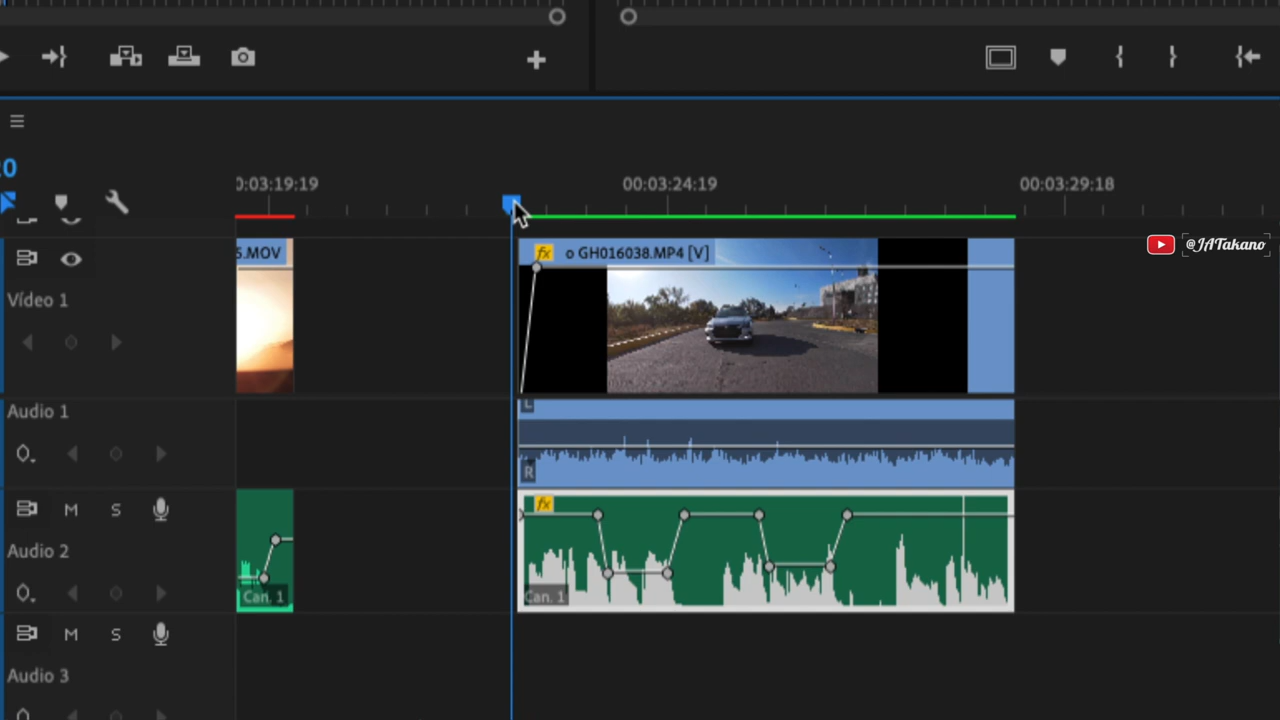 20
0:03:19:19
00:03:24:19
00:03:29:18
@JATakano
5.MOV
fx
o GH016038.MP4 [V]
Vídeo 1
Audio 1
L
R
M
S
fx
Audio 2
Can. 1
Can. 1
M
S
Audio 3